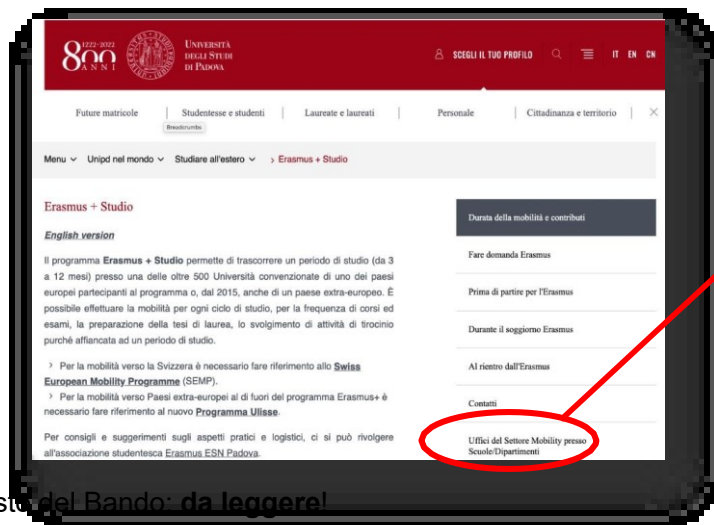 1222-2022
800
ANNI
UNIVERSITÀ
DEGLI STUDI
DI PADOVA
SCEGLI IL TUO PROFILO
IT EN CN
Future matricole | Studentesse e studenti | Laureate e laureati | Personale | Cittadinanza e territorio | ×
Breadcrumbs
Menu Unipd nel mondo Studiare all'estero > Erasmus + Studio
Erasmus + Studio
English version
Il programma Erasmus + Studio permette di trascorrere un periodo di studio (da 3
a 12 mesi) presso una delle oltre 500 Università convenzionate di uno dei paesi
europei partecipanti al programma o, dal 2015, anche di un paese extra-europeo. È
possibile effettuare la mobilità per ogni ciclo di studio, per la frequenza di corsi ed
esami, la preparazione della tesi di laurea, lo svolgimento di attività di tirocinio
purché affiancata ad un periodo di studio.
> Per la mobilità verso la Svizzera è necessario fare riferimento allo Swiss
European Mobility Programme (SEMP).
> Per la mobilità verso Paesi extra-europei al di fuori del programma Erasmus+ è
necessario fare riferimento al nuovo Programma Ulisse.
Per consigli e suggerimenti sugli aspetti pratici e logistici, ci si può rivolgere
all'associazione studentesca Erasmus ESN Padova.
Durata della mobilità e contributi
Fare domanda Erasmus
Prima di partire per l'Erasmus
Durante il soggiorno Erasmus
Al rientro dall'Erasmus
Contatti
Uffici del Settore Mobility presso
Scuole/Dipartimenti
del Bando: da leggere!